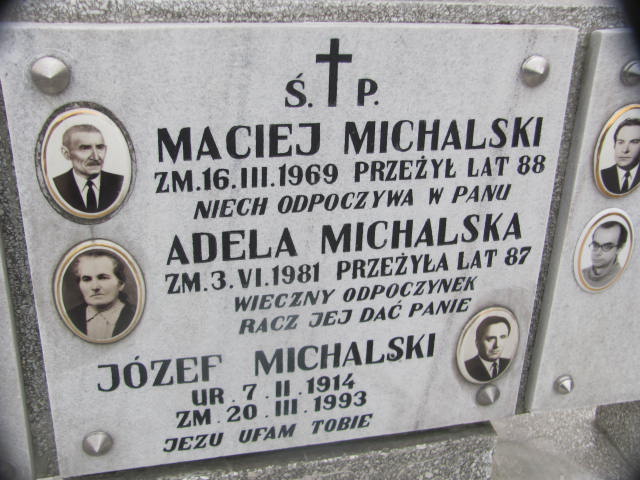 Ś. P.
MACIEJ MICHALSKI
ZM. 16. III. 1969 PRZEŻYŁ LAT 88
NIECH ODPOCZYWA W PANU
ADELA MICHALSKA
ZM. 3. VI. 1981 PRZEŻYŁA LAT 87
WIECZNY ODPOCZYNEK
RACZ JEJ DAĆ PANIE
JÓZEF MICHALSKI
UR. 7. II. 1914
ZM. 20. III. 1993
JEZU UFAM TOBIE